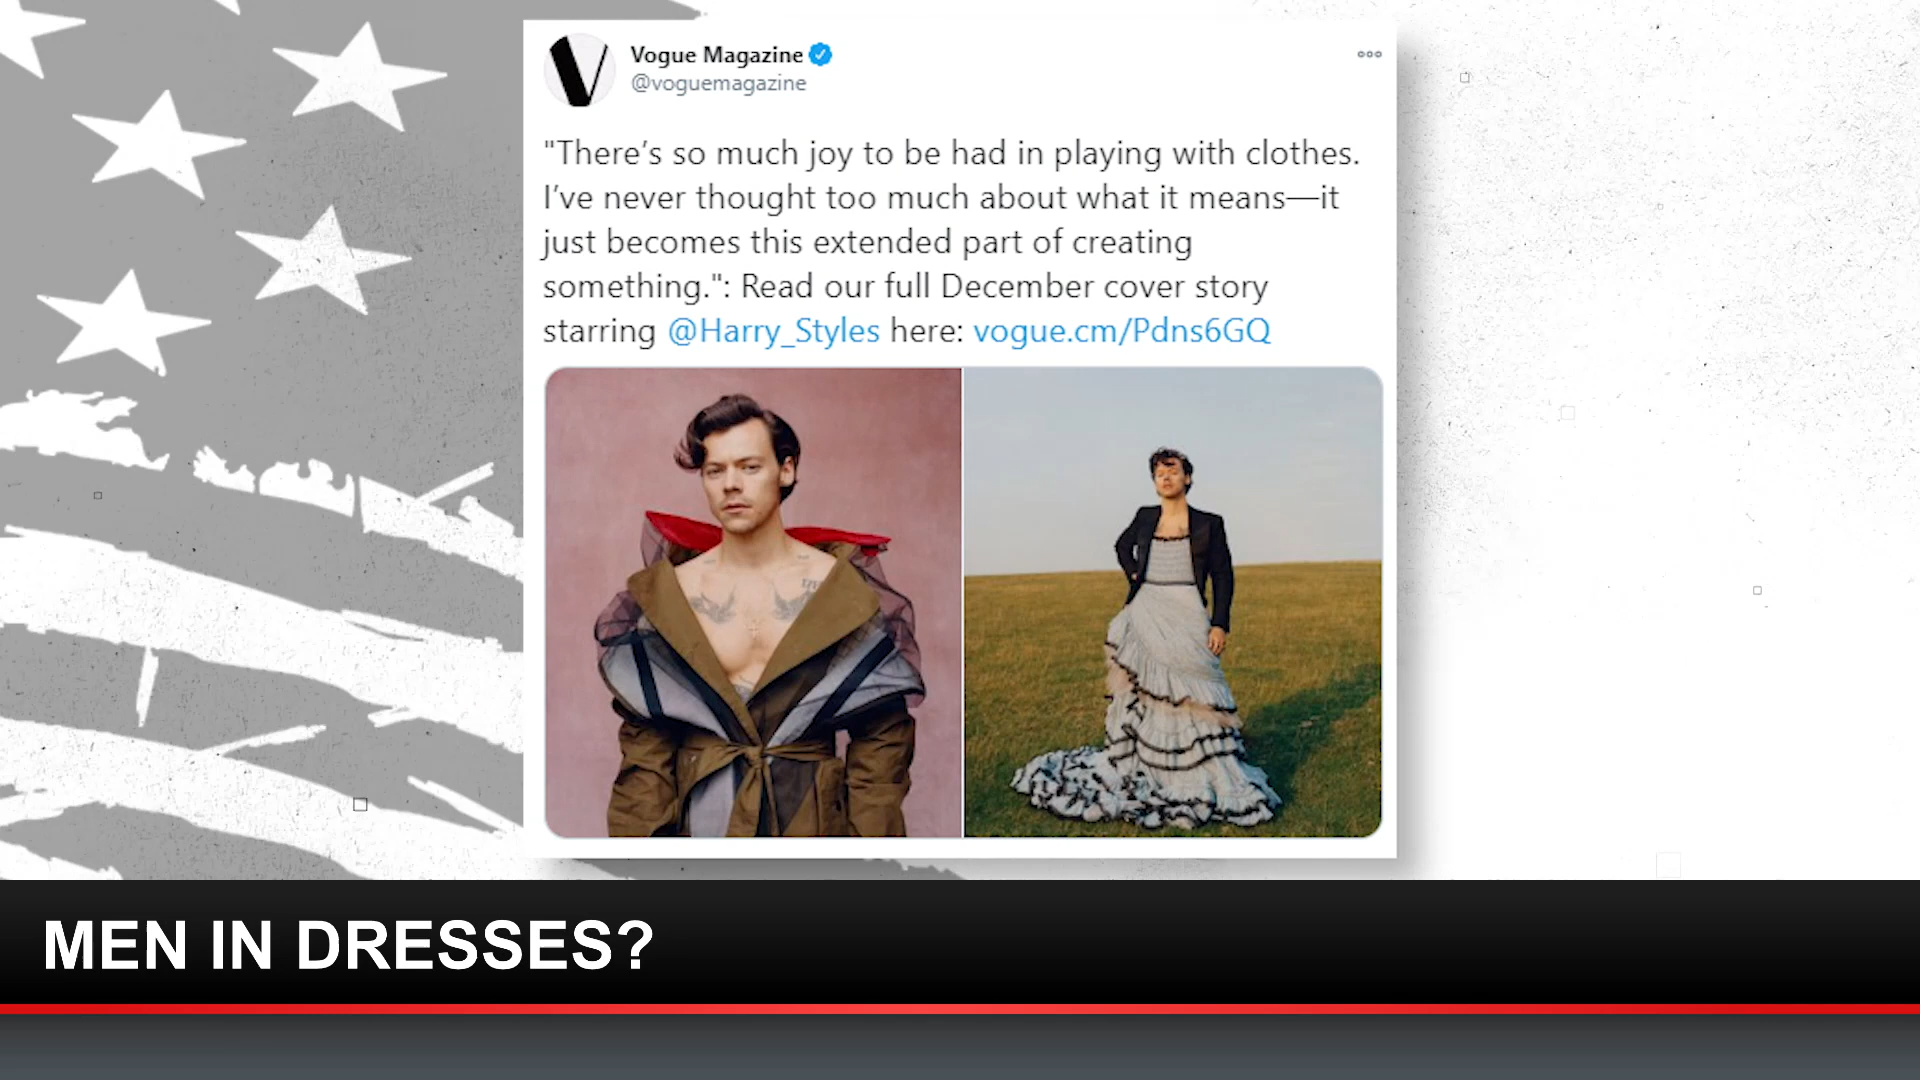 Vogue Magazine
@voguemagazine
"There's so much joy to be had in playing with clothes.
I've never thought too much about what it means—it
just becomes this extended part of creating
something.": Read our full December cover story
starring @Harry_Styles here: vogue.cm/Pdns6GQ
MEN IN DRESSES?